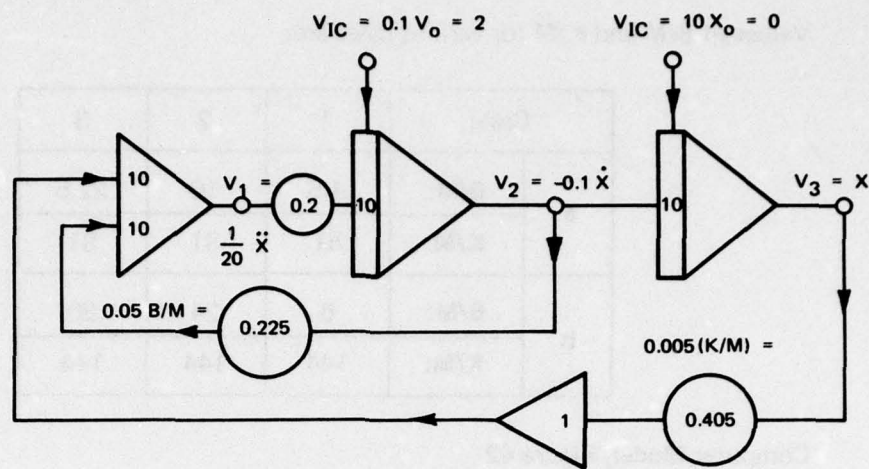 V_IC = 0.1 V_o = 2
V_IC = 10 X_o = 0
10
10
V_1 =
1/20 ẍ
0.2
10
V_2 = -0.1 ẋ
10
V_3 = X
0.05 B/M =
0.225
0.005 (K/M) =
1
0.405